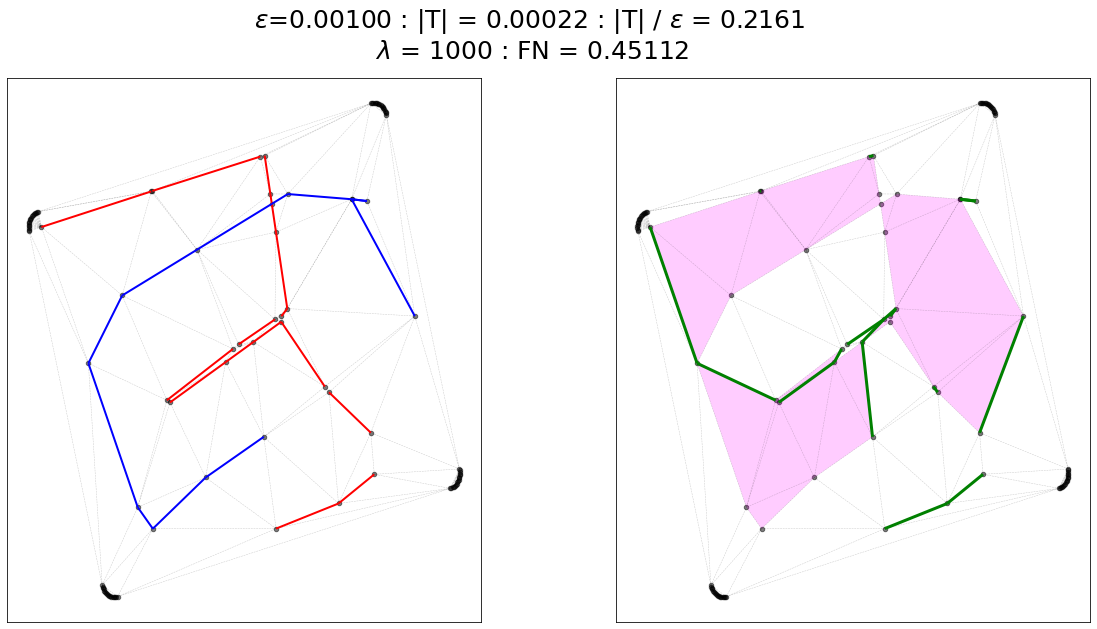 ε=0.00100 : |T| = 0.00022 : |T| / ε = 0.2161
λ = 1000 : FN = 0.45112